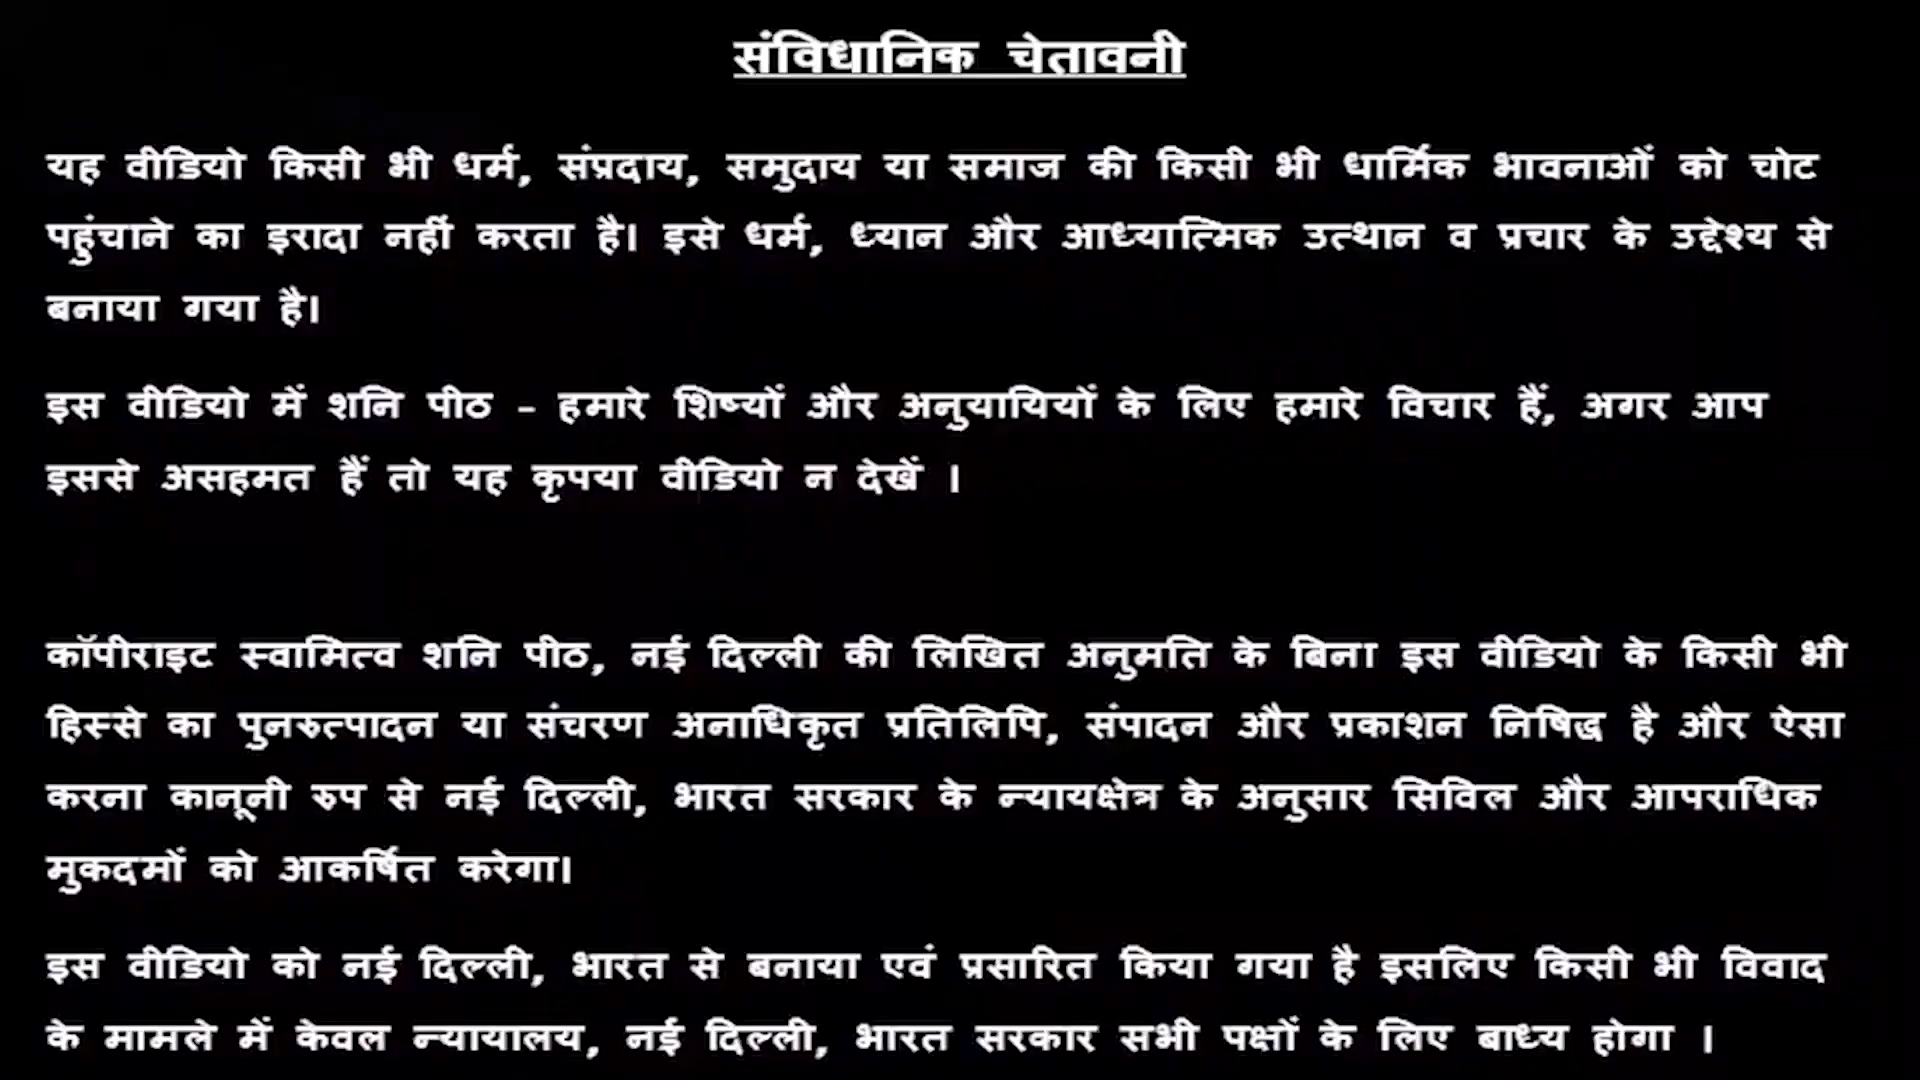 संविधानिक चेतावनी
यह वीडियो किसी भी धर्म, संप्रदाय, समुदाय या समाज की किसी भी धार्मिक भावनाओं को चोट
पहुंचाने का इरादा नहीं करता है। इसे धर्म, ध्यान और आध्यात्मिक उत्थान व प्रचार के उद्देश्य से
बनाया गया है।
इस वीडियो में शनि पीठ – हमारे शिष्यों और अनुयायियों के लिए हमारे विचार हैं, अगर आप
इससे असहमत हैं तो यह कृपया वीडियो न देखें ।
कॉपीराइट स्वामित्व शनि पीठ, नई दिल्ली की लिखित अनुमति के बिना इस वीडियो के किसी भी
हिस्से का पुनरुत्पादन या संचरण अनाधिकृत प्रतिलिपि, संपादन और प्रकाशन निषिद्ध है और ऐसा
करना कानूनी रुप से नई दिल्ली, भारत सरकार के न्यायक्षेत्र के अनुसार सिविल और आपराधिक
मुकदमों को आकर्षित करेगा।
इस वीडियो को नई दिल्ली, भारत से बनाया एवं प्रसारित किया गया है इसलिए किसी भी विवाद
के मामले में केवल न्यायालय, नई दिल्ली, भारत सरकार सभी पक्षों के लिए बाध्य होगा ।